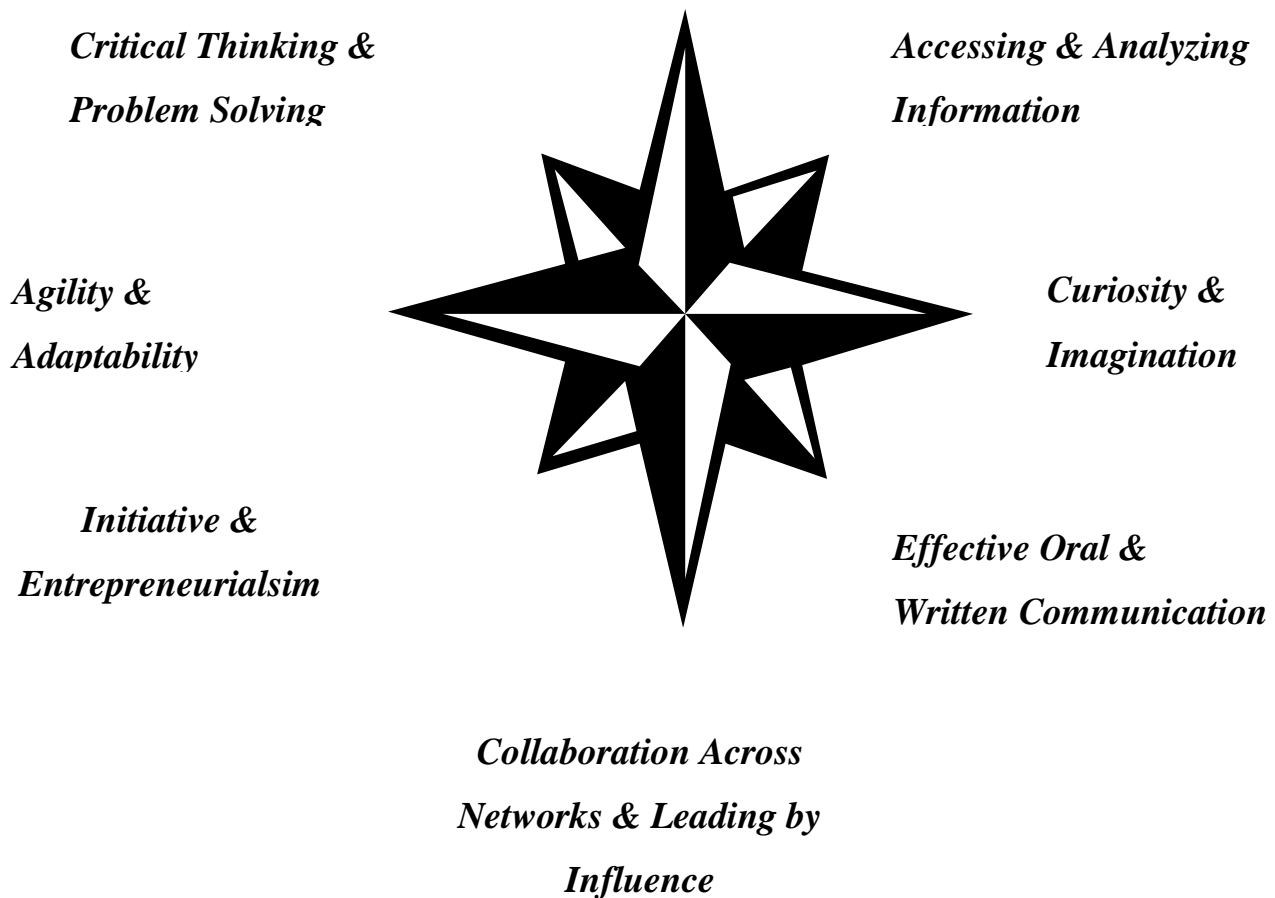 Critical Thinking &
Problem Solving
Accessing & Analyzing
Information
Agility &
Adaptability
Curiosity &
Imagination
Initiative &
Entrepreneurialsim
Effective Oral &
Written Communication
Collaboration Across
Networks & Leading by
Influence